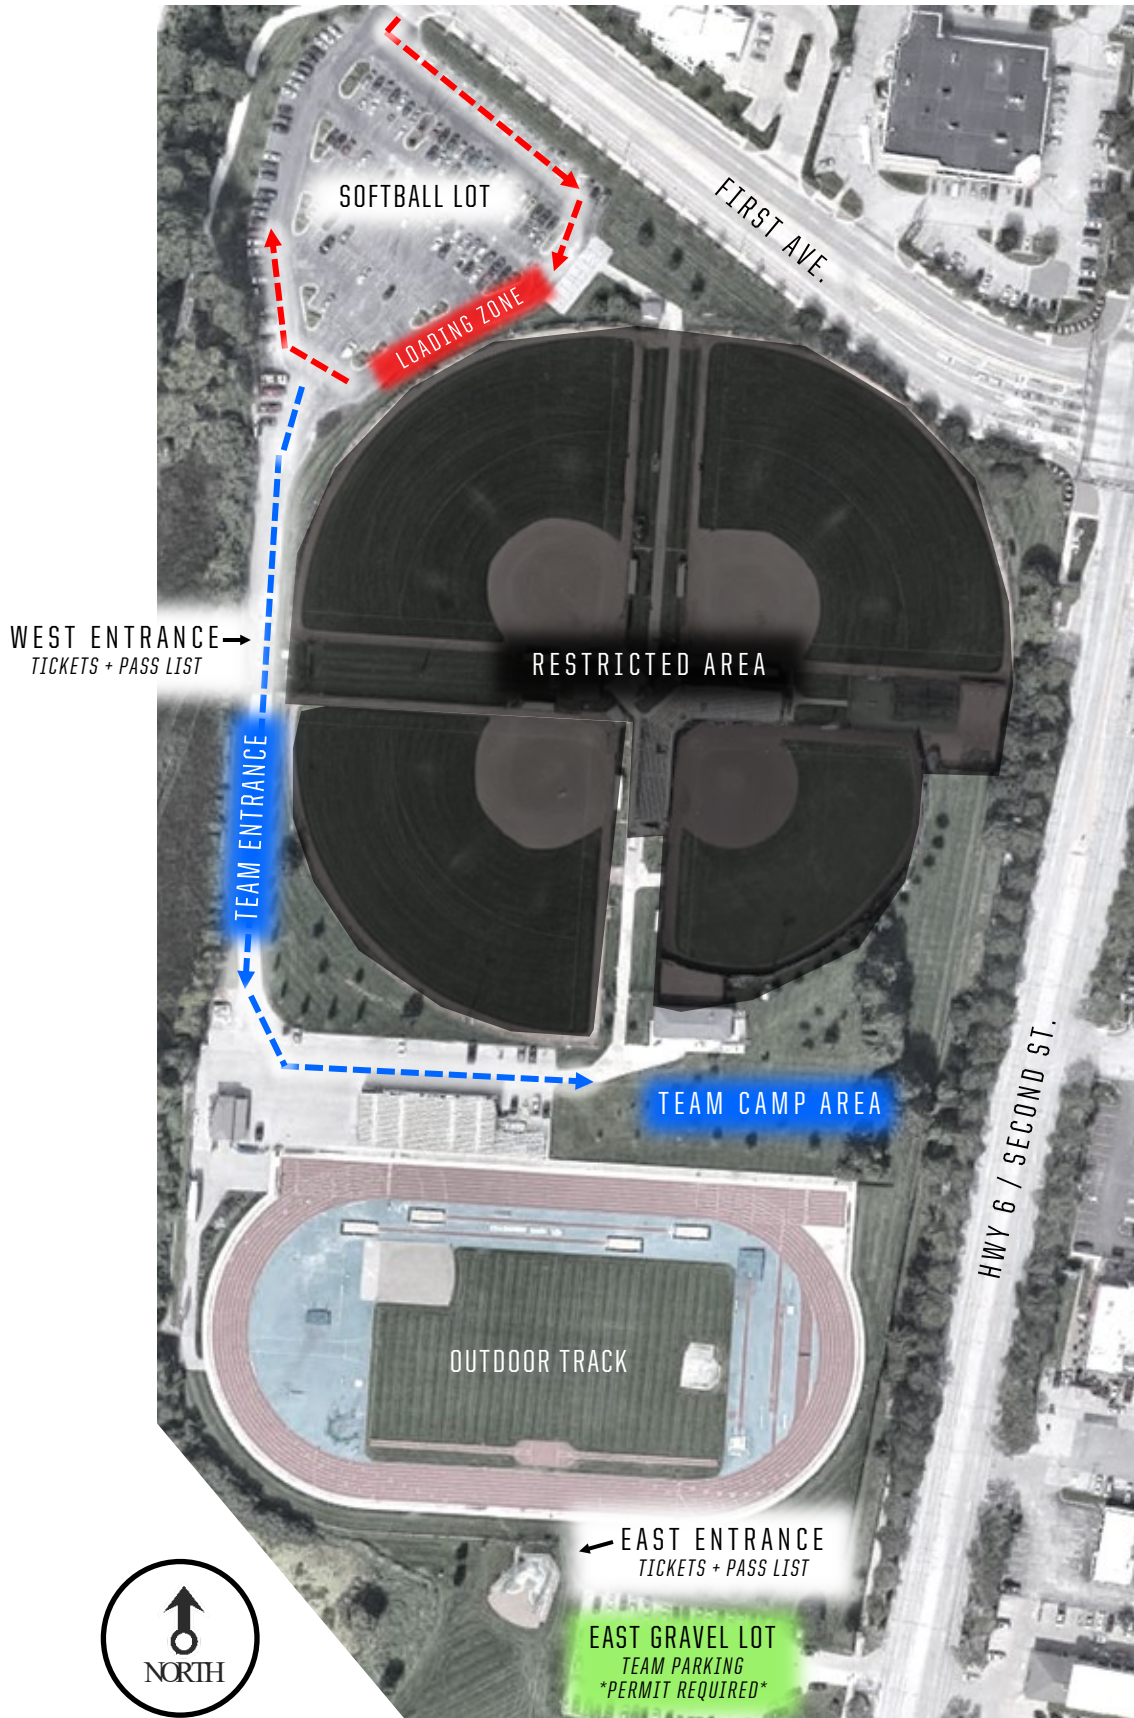 SOFTBALL LOT
FIRST AVE.
LOADING ZONE
WEST ENTRANCE
TICKETS + PASS LIST
RESTRICTED AREA
TEAM ENTRANCE
TEAM CAMP AREA
HWY 6 / SECOND ST.
OUTDOOR TRACK
EAST ENTRANCE
TICKETS + PASS LIST
EAST GRAVEL LOT
TEAM PARKING
*PERMIT REQUIRED*
NORTH